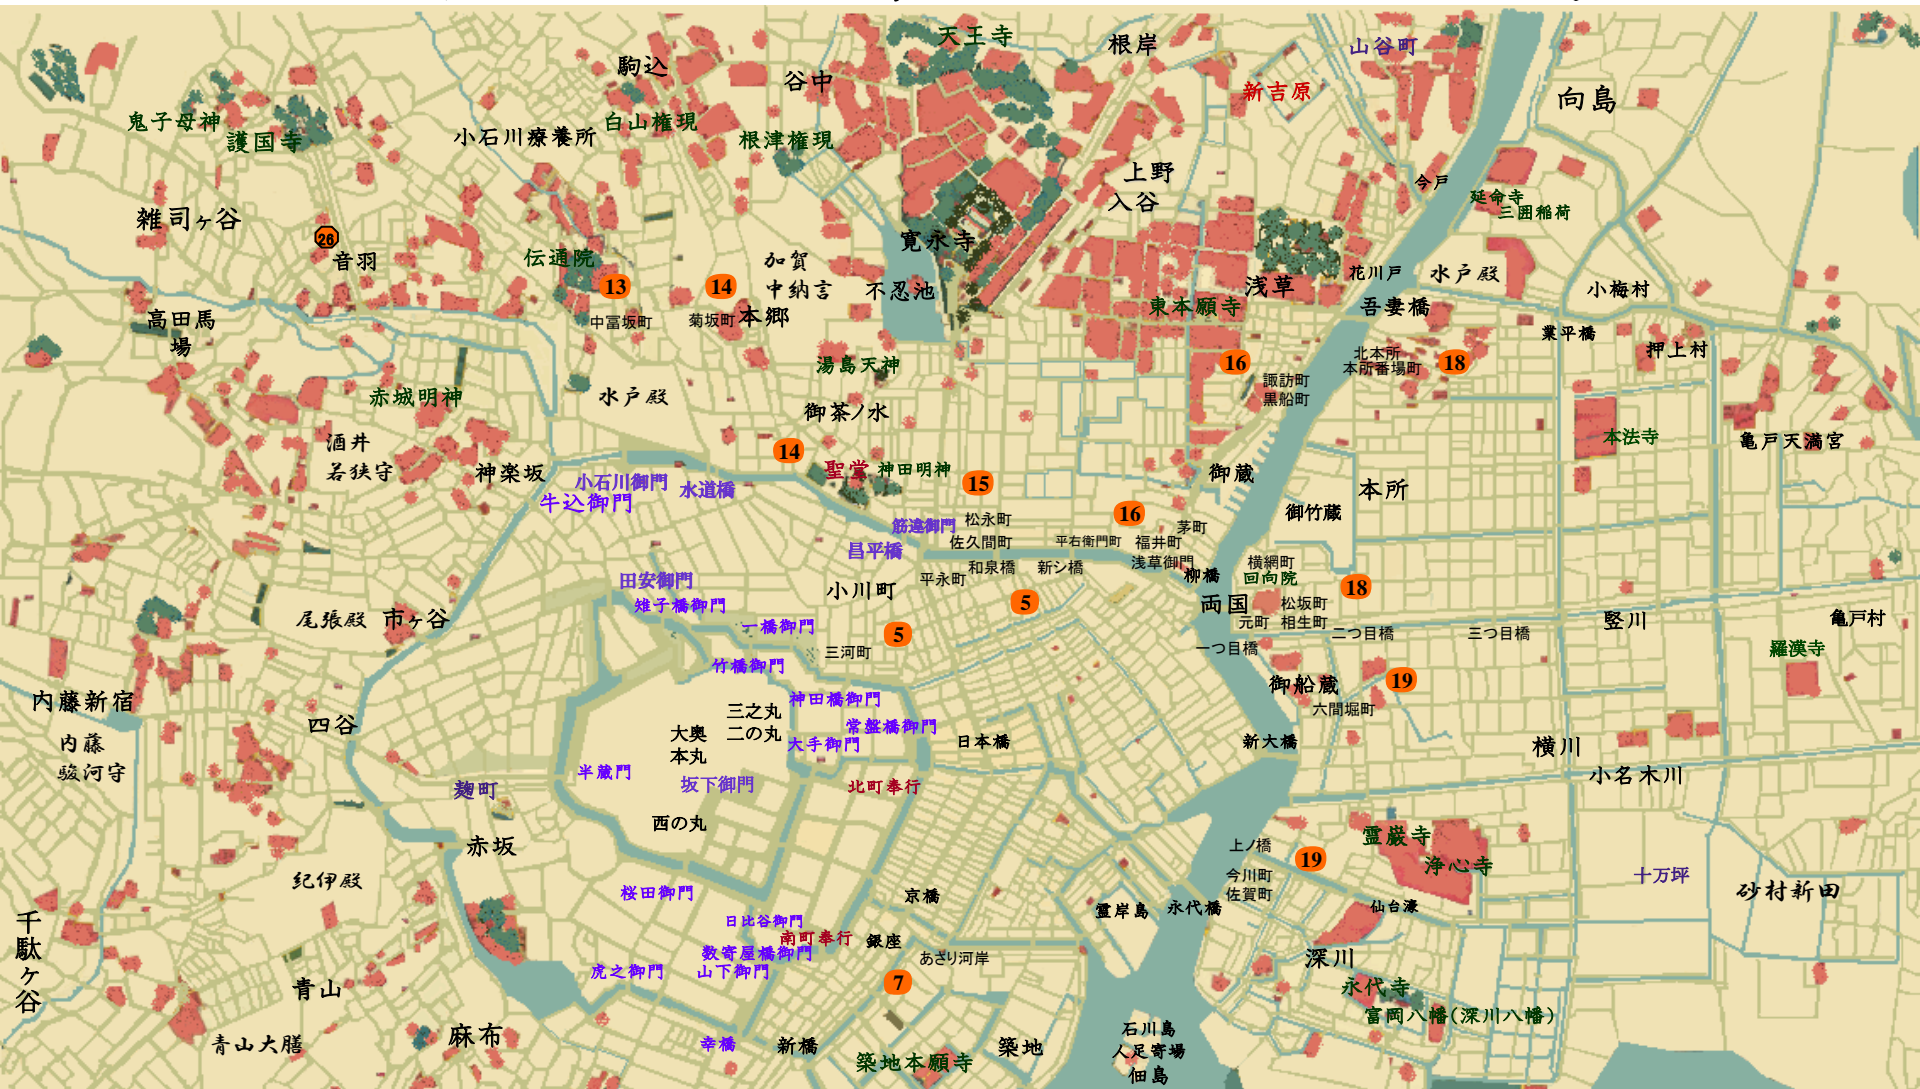 天王寺
根岸
山谷町
駒込
谷中
新吉原
向島
鬼子母神
護国寺
小石川療養所
白山権現
根津権現
上野
入谷
今戸
延命寺
三囲稲荷
雑司ヶ谷
26
音羽
伝通院
13
中冨坂町
14
菊坂町
本郷
加賀
中納言
寛永寺
不忍池
浅草
東本願寺
花川戸
水戸殿
吾妻橋
小梅村
業平橋
押上村
高田馬
場
赤城明神
水戸殿
湯島天神
御茶ノ水
16
諏訪町
黒船町
北本所
本所番場町
18
本法寺
亀戸天満宮
酒井
若狭守
神楽坂
小石川御門
牛込御門
水道橋
14
聖堂
神田明神
15
御蔵
本所
御竹蔵
筋違御門
昌平橋
松永町
佐久間町
16
茅町
平右衛門町
福井町
浅草御門
柳橋
和泉橋
新シ橋
平永町
横網町
回向院
18
田安御門
雉子橋御門
小川町
5
両国
松坂町
元町
相生町
二つ目橋
三つ目橋
竪川
亀戸村
尾張殿
市ヶ谷
一橋御門
5
三河町
竹橋御門
一つ目橋
羅漢寺
内藤新宿
内藤
駿河守
四谷
神田橋御門
三之丸
二の丸
大奥
本丸
常盤橋御門
大手御門
日本橋
御船蔵
19
六間堀町
新大橋
横川
小名木川
麹町
半蔵門
坂下御門
北町奉行
西の丸
赤坂
上ノ橋
19
霊巌寺
浄心寺
今川町
佐賀町
十万坪
砂村新田
紀伊殿
桜田御門
京橋
霊岸島
永代橋
仙台濠
千駄ヶ谷
日比谷御門
南町奉行
銀座
数寄屋橋御門
虎之御門
山下御門
あさり河岸
7
深川
永代寺
富岡八幡(深川八幡)
青山
青山大膳
麻布
幸橋
新橋
築地本願寺
築地
石川島
人足寄場
佃島